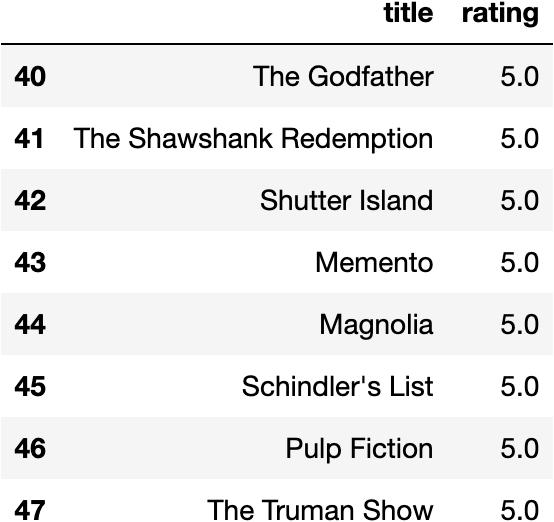 title rating
40 The Godfather 5.0
41 The Shawshank Redemption 5.0
42 Shutter Island 5.0
43 Memento 5.0
44 Magnolia 5.0
45 Schindler's List 5.0
46 Pulp Fiction 5.0
47 The Truman Show 5.0